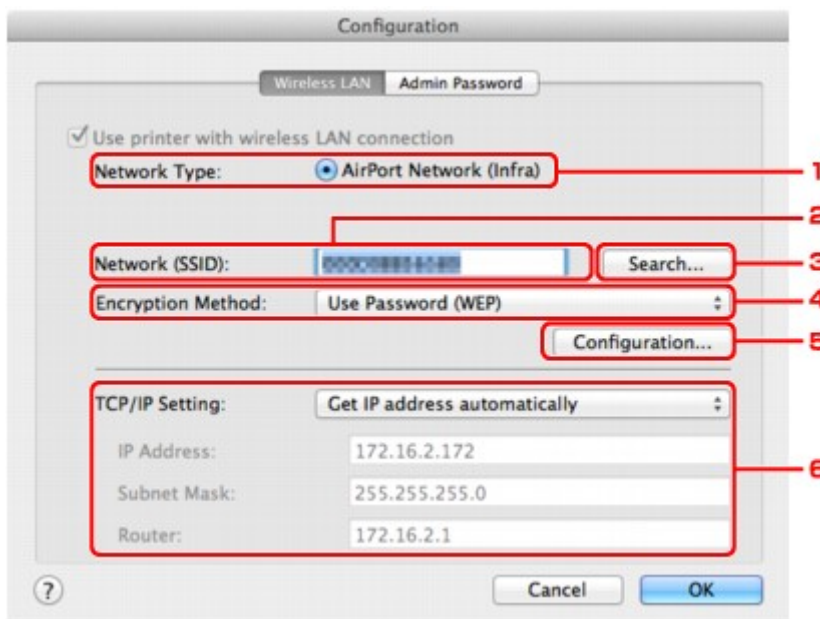 Configuration
Wireless LAN Admin Password
Use printer with wireless LAN connection
Network Type: AirPort Network (Infra) 1
2
Network (SSID): Search... 3
Encryption Method: Use Password (WEP) 4
Configuration... 5
TCP/IP Setting: Get IP address automatically
IP Address: 172.16.2.172
6
Subnet Mask: 255.255.255.0
Router: 172.16.2.1
? Cancel OK